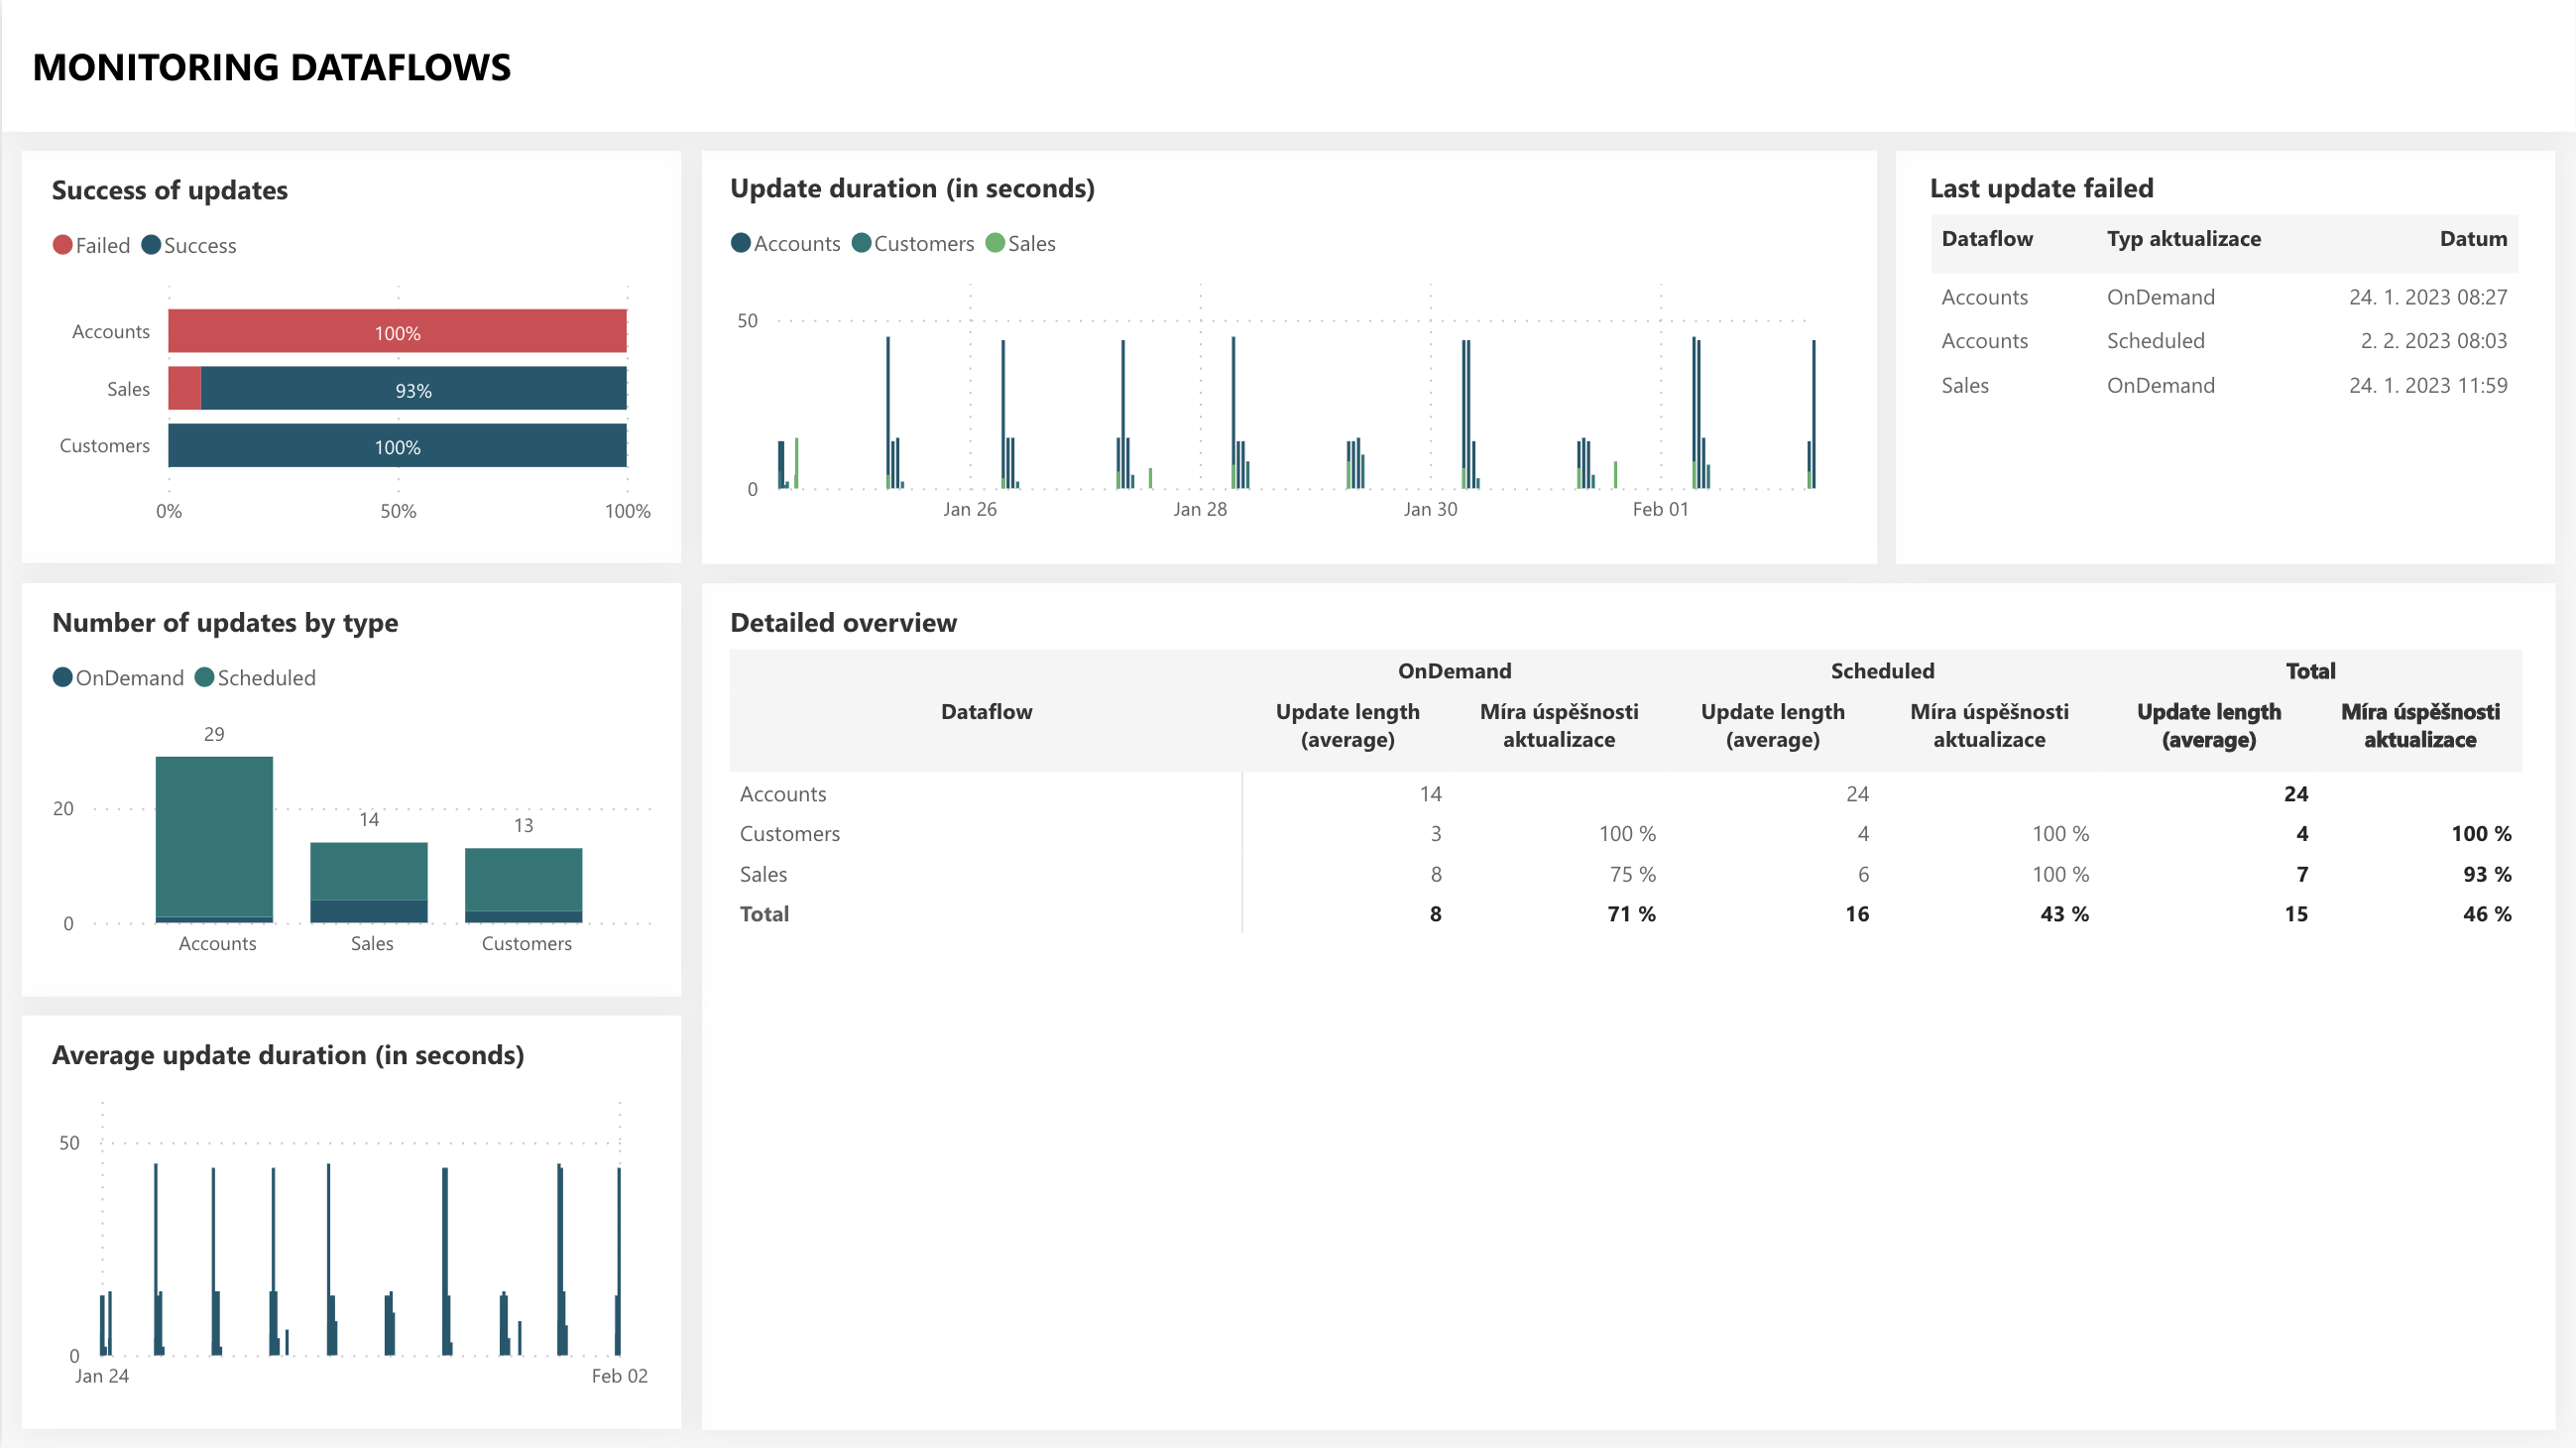 MONITORING DATAFLOWS
Success of updates
Failed Success
Accounts 100%
Sales 93%
Customers 100%
0% 50% 100%
Update duration (in seconds)
Accounts Customers Sales
50
0
Jan 26 Jan 28 Jan 30 Feb 01
Last update failed
Dataflow Typ aktualizace Datum
Accounts OnDemand 24. 1. 2023 08:27
Accounts Scheduled 2. 2. 2023 08:03
Sales OnDemand 24. 1. 2023 11:59
Number of updates by type
OnDemand Scheduled
29
20
14
13
0
Accounts Sales Customers
Detailed overview
OnDemand Scheduled Total
Dataflow Update length Míra úspěšnosti Update length Míra úspěšnosti Update length Míra úspěšnosti
(average) aktualizace (average) aktualizace (average) aktualizace
Accounts 14 24 24
Customers 3 100 % 4 100 % 4 100 %
Sales 8 75 % 6 100 % 7 93 %
Total 8 71 % 16 43 % 15 46 %
Average update duration (in seconds)
50
0
Jan 24 Feb 02